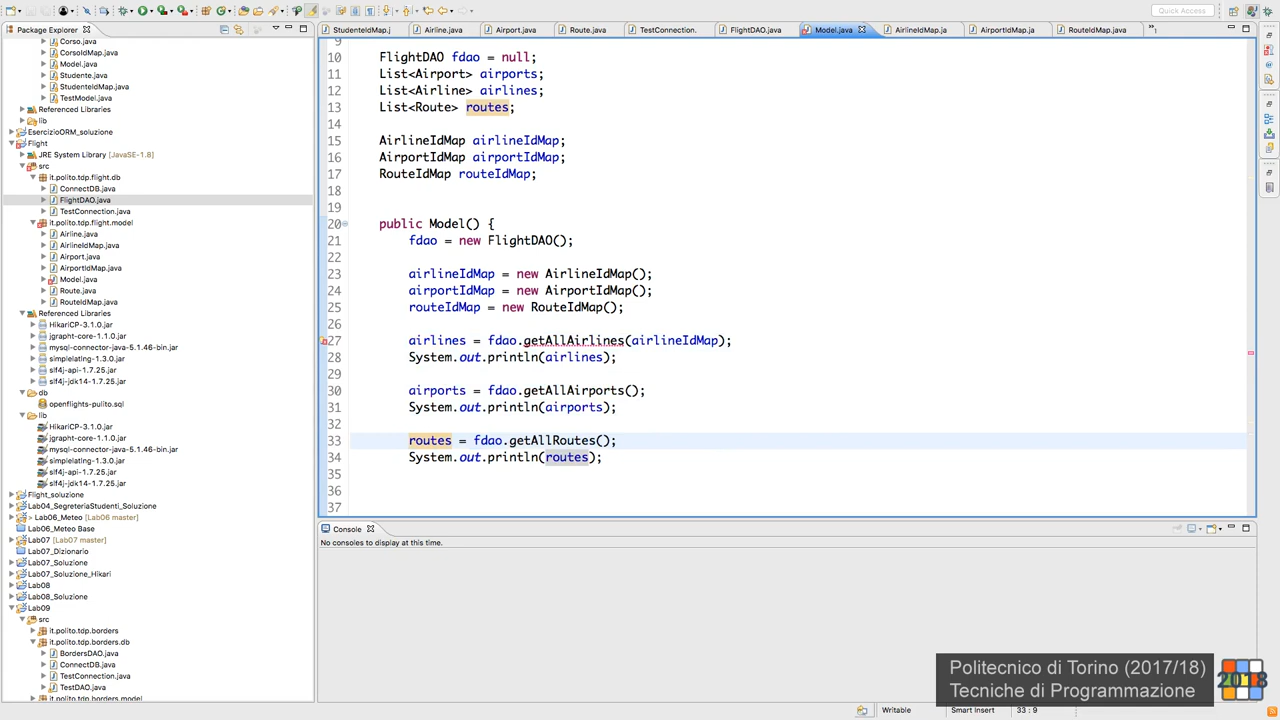 Quick Access
Package Explorer
StudenteIdMap.j
Airline.java
Airport.java
Route.java
TestConnection.
FlightDAO.java
Model.java
AirlineIdMap.ja
AirportIdMap.ja
RouteIdMap.java
Corso.java
CorsoIdMap.java
Model.java
Studente.java
StudenteIdMap.java
TestModel.java
Referenced Libraries
lib
EsercizioORM_soluzione
Flight
JRE System Library [JavaSE-1.8]
src
it.polito.tdp.flight.db
ConnectDB.java
FlightDAO.java
TestConnection.java
it.polito.tdp.flight.model
Airline.java
AirlineIdMap.java
Airport.java
AirportIdMap.java
Model.java
Route.java
RouteIdMap.java
Referenced Libraries
HikariCP-3.1.0.jar
jgrapht-core-1.1.0.jar
mysql-connector-java-5.1.46-bin.jar
simplelatlng-1.3.0.jar
slf4j-api-1.7.25.jar
slf4j-jdk14-1.7.25.jar
db
openflights-pulito.sql
lib
HikariCP-3.1.0.jar
jgrapht-core-1.1.0.jar
mysql-connector-java-5.1.46-bin.jar
simplelatlng-1.3.0.jar
slf4j-api-1.7.25.jar
slf4j-jdk14-1.7.25.jar
Flight_soluzione
Lab04_SegreteriaStudenti_Soluzione
> Lab06_Meteo [Lab06 master]
Lab06_Meteo Base
Lab07 [Lab07 master]
Lab07_Dizionario
Lab07_Soluzione
Lab07_Soluzione_Hikari
Lab08
Lab08_Soluzione
Lab09
src
it.polito.tdp.borders
it.polito.tdp.borders.db
BordersDAO.java
ConnectDB.java
TestConnection.java
TestDAO.java
it.polito.tdp.borders.model
9
10 FlightDAO fdao = null;
11 List<Airport> airports;
12 List<Airline> airlines;
13 List<Route> routes;
14
15 AirlineIdMap airlineIdMap;
16 AirportIdMap airportIdMap;
17 RouteIdMap routeIdMap;
18
19
20 public Model() {
21 fdao = new FlightDAO();
22
23 airlineIdMap = new AirlineIdMap();
24 airportIdMap = new AirportIdMap();
25 routeIdMap = new RouteIdMap();
26
27 airlines = fdao.getAllAirlines(airlineIdMap);
28 System.out.println(airlines);
29
30 airports = fdao.getAllAirports();
31 System.out.println(airports);
32
33 routes = fdao.getAllRoutes();
34 System.out.println(routes);
35
36
37
Console
No consoles to display at this time.
Politecnico di Torino (2017/18)
Tecniche di Programmazione
2018
Writable
Smart Insert
33 : 9